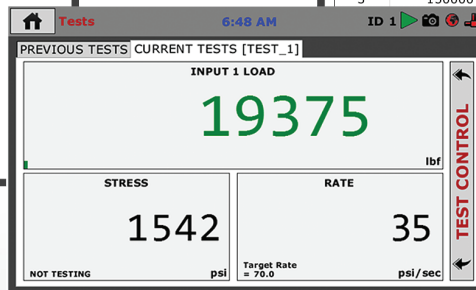 Tests 6:48 AM ID 1
PREVIOUS TESTS CURRENT TESTS [TEST_1]
INPUT 1 LOAD
19375
lbf
STRESS
1542
NOT TESTING psi
RATE
35
Target Rate
= 70.0 psi/sec
TEST CONTROL